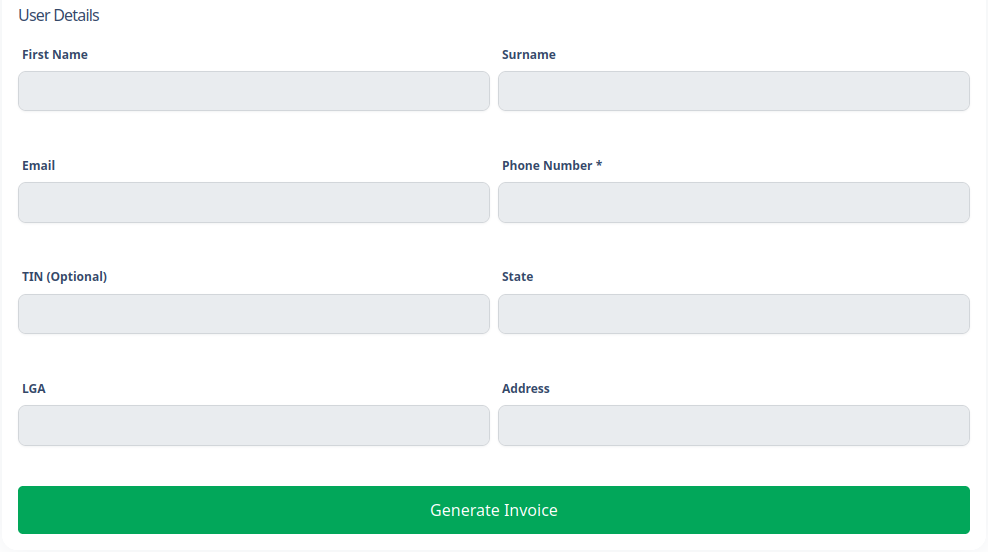 User Details
First Name
Surname
Email
Phone Number *
TIN (Optional)
State
LGA
Address
Generate Invoice